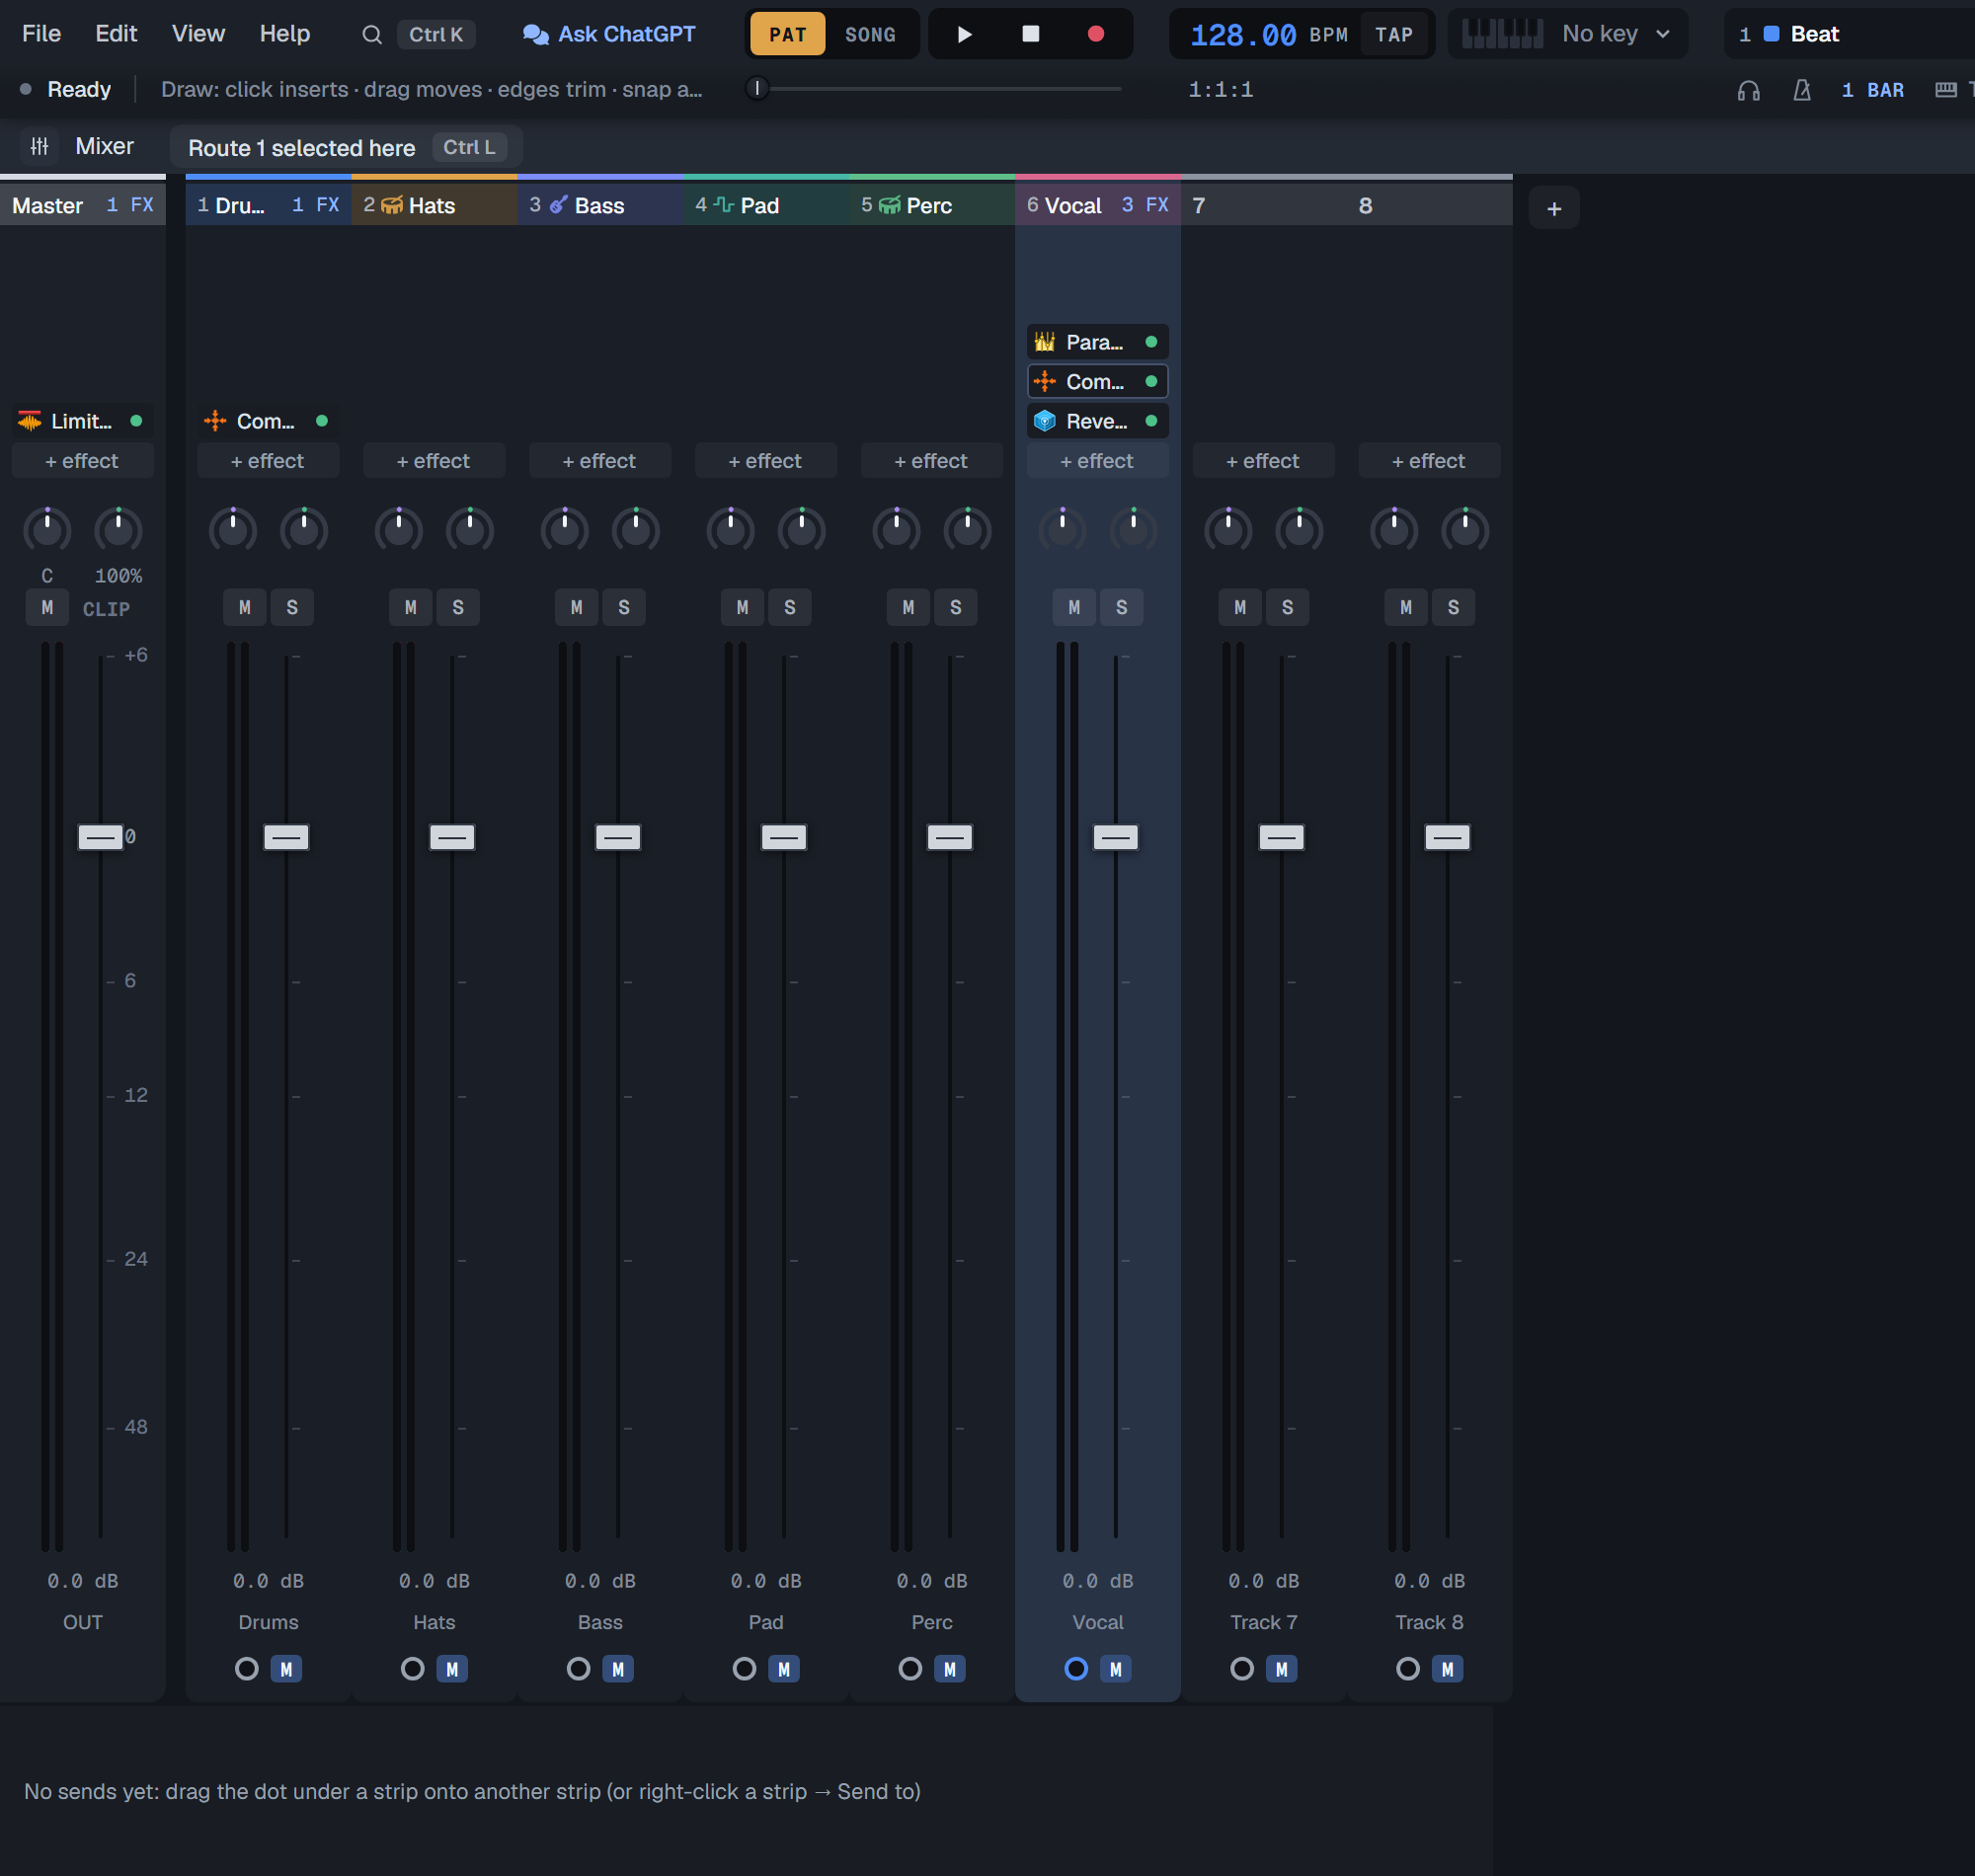 File Edit View Help Ctrl K Ask ChatGPT PAT SONG 128.00 BPM TAP No key 1 Beat
Ready Draw: click inserts · drag moves · edges trim · snap a... 1:1:1 1 BAR
Mixer Route 1 selected here Ctrl L
Master 1 FX 1 Dru... 1 FX 2 Hats 3 Bass 4 Pad 5 Perc 6 Vocal 3 FX 7 8 +
Para...
Com...
Limit... Com... Reve...
+ effect + effect + effect + effect + effect + effect + effect + effect + effect
C 100%
M CLIP M S M S M S M S M S M S M S M S
+6
0
6
12
24
48
0.0 dB 0.0 dB 0.0 dB 0.0 dB 0.0 dB 0.0 dB 0.0 dB 0.0 dB 0.0 dB
OUT Drums Hats Bass Pad Perc Vocal Track 7 Track 8
M M M M M M M M
No sends yet: drag the dot under a strip onto another strip (or right-click a strip → Send to)